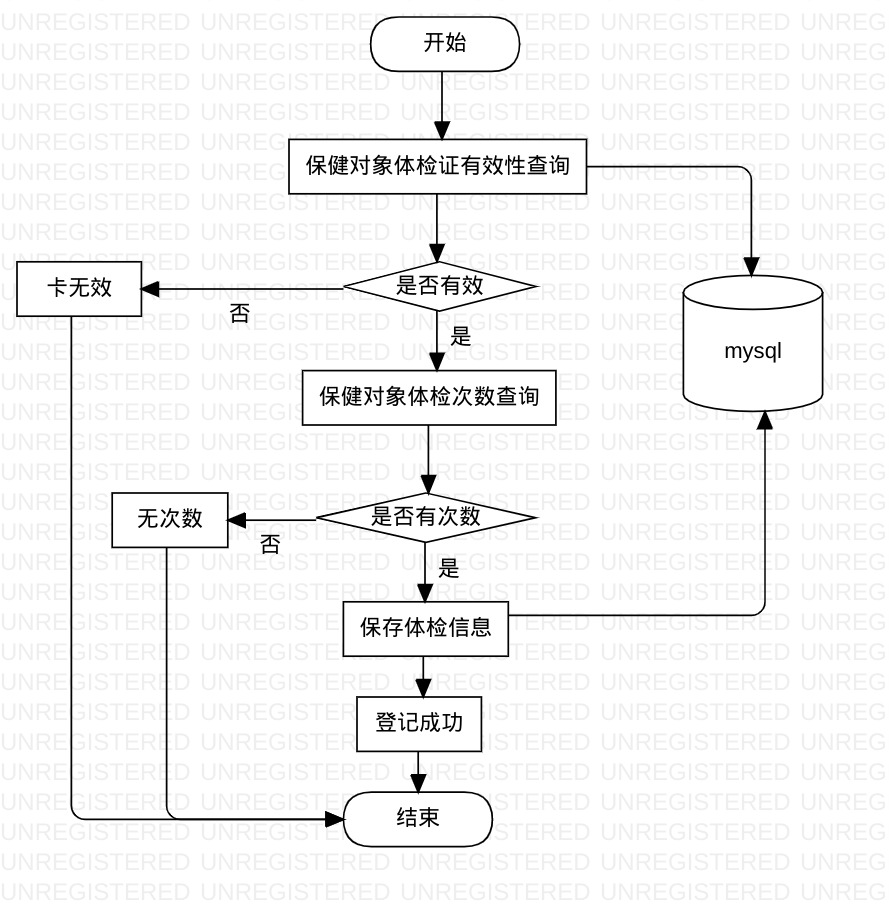 开始
保健对象体检证有效性查询
是否有效
卡无效
否
是
mysql
保健对象体检次数查询
是否有次数
无次数
否
是
保存体检信息
登记成功
结束
UNREGISTERED UNREGISTERED UNREGISTERED UNREGISTERED UNREG